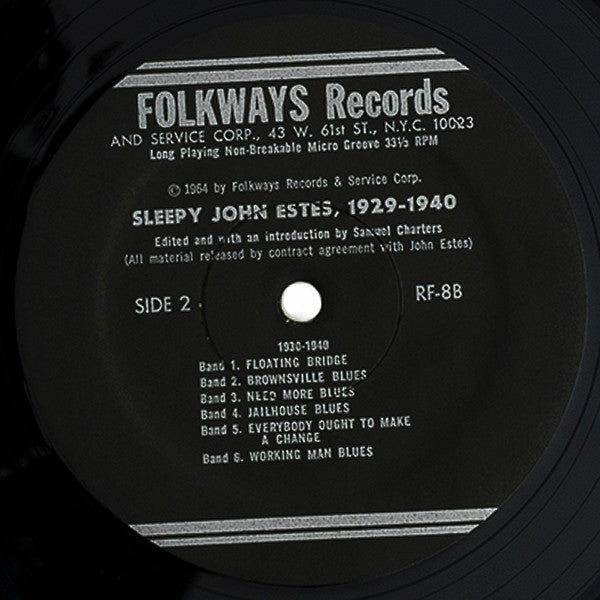 FOLKWAYS Records
AND SERVICE CORP., 43 W. 61st ST., N.Y.C. 10023
Long Playing Non-Breakable Micro Groove 33⅓ RPM
© 1964 by Folkways Records & Service Corp.
SLEEPY JOHN ESTES, 1929-1940
Edited and with an introduction by Samuel Charters
(All material released by contract agreement with John Estes)
SIDE 2 RF-8B
1930-1940
Band 1. FLOATING BRIDGE
Band 2. BROWNSVILLE BLUES
Band 3. NEED MORE BLUES
Band 4. JAILHOUSE BLUES
Band 5. EVERYBODY OUGHT TO MAKE
A CHANGE
Band 6. WORKING MAN BLUES